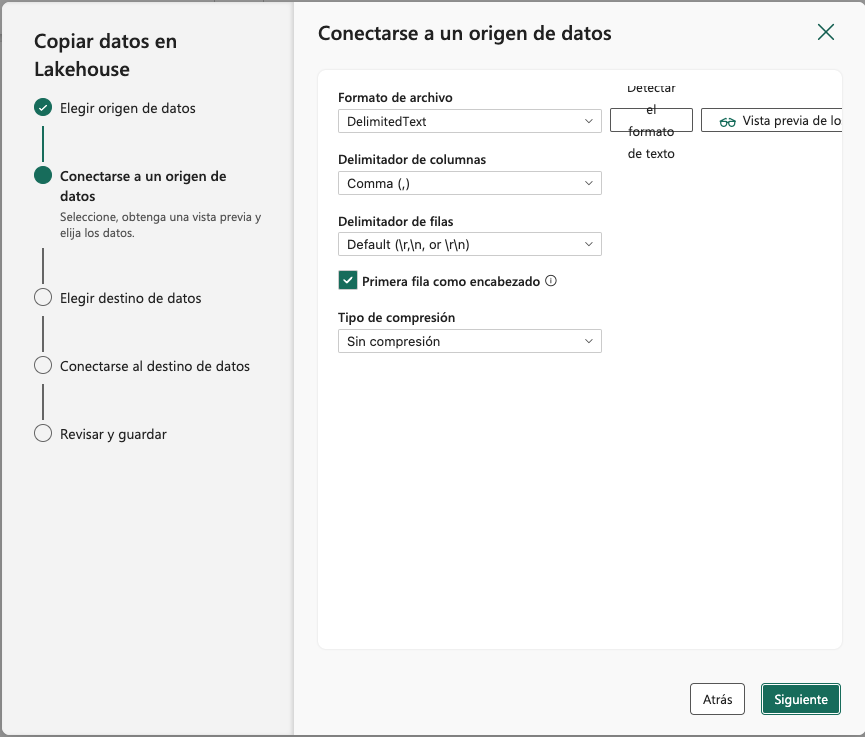 Copiar datos en
Lakehouse
Elegir origen de datos
Conectarse a un origen de
datos
Seleccione, obtenga una vista previa y
elija los datos.
Elegir destino de datos
Conectarse al destino de datos
Revisar y guardar
Conectarse a un origen de datos
Formato de archivo
DelimitedText
Detectar
el
formato
de texto
Vista previa de lo
Delimitador de columnas
Comma (,)
Delimitador de filas
Default (\r,\n, or \r\n)
Primera fila como encabezado
Tipo de compresión
Sin compresión
Atrás
Siguiente